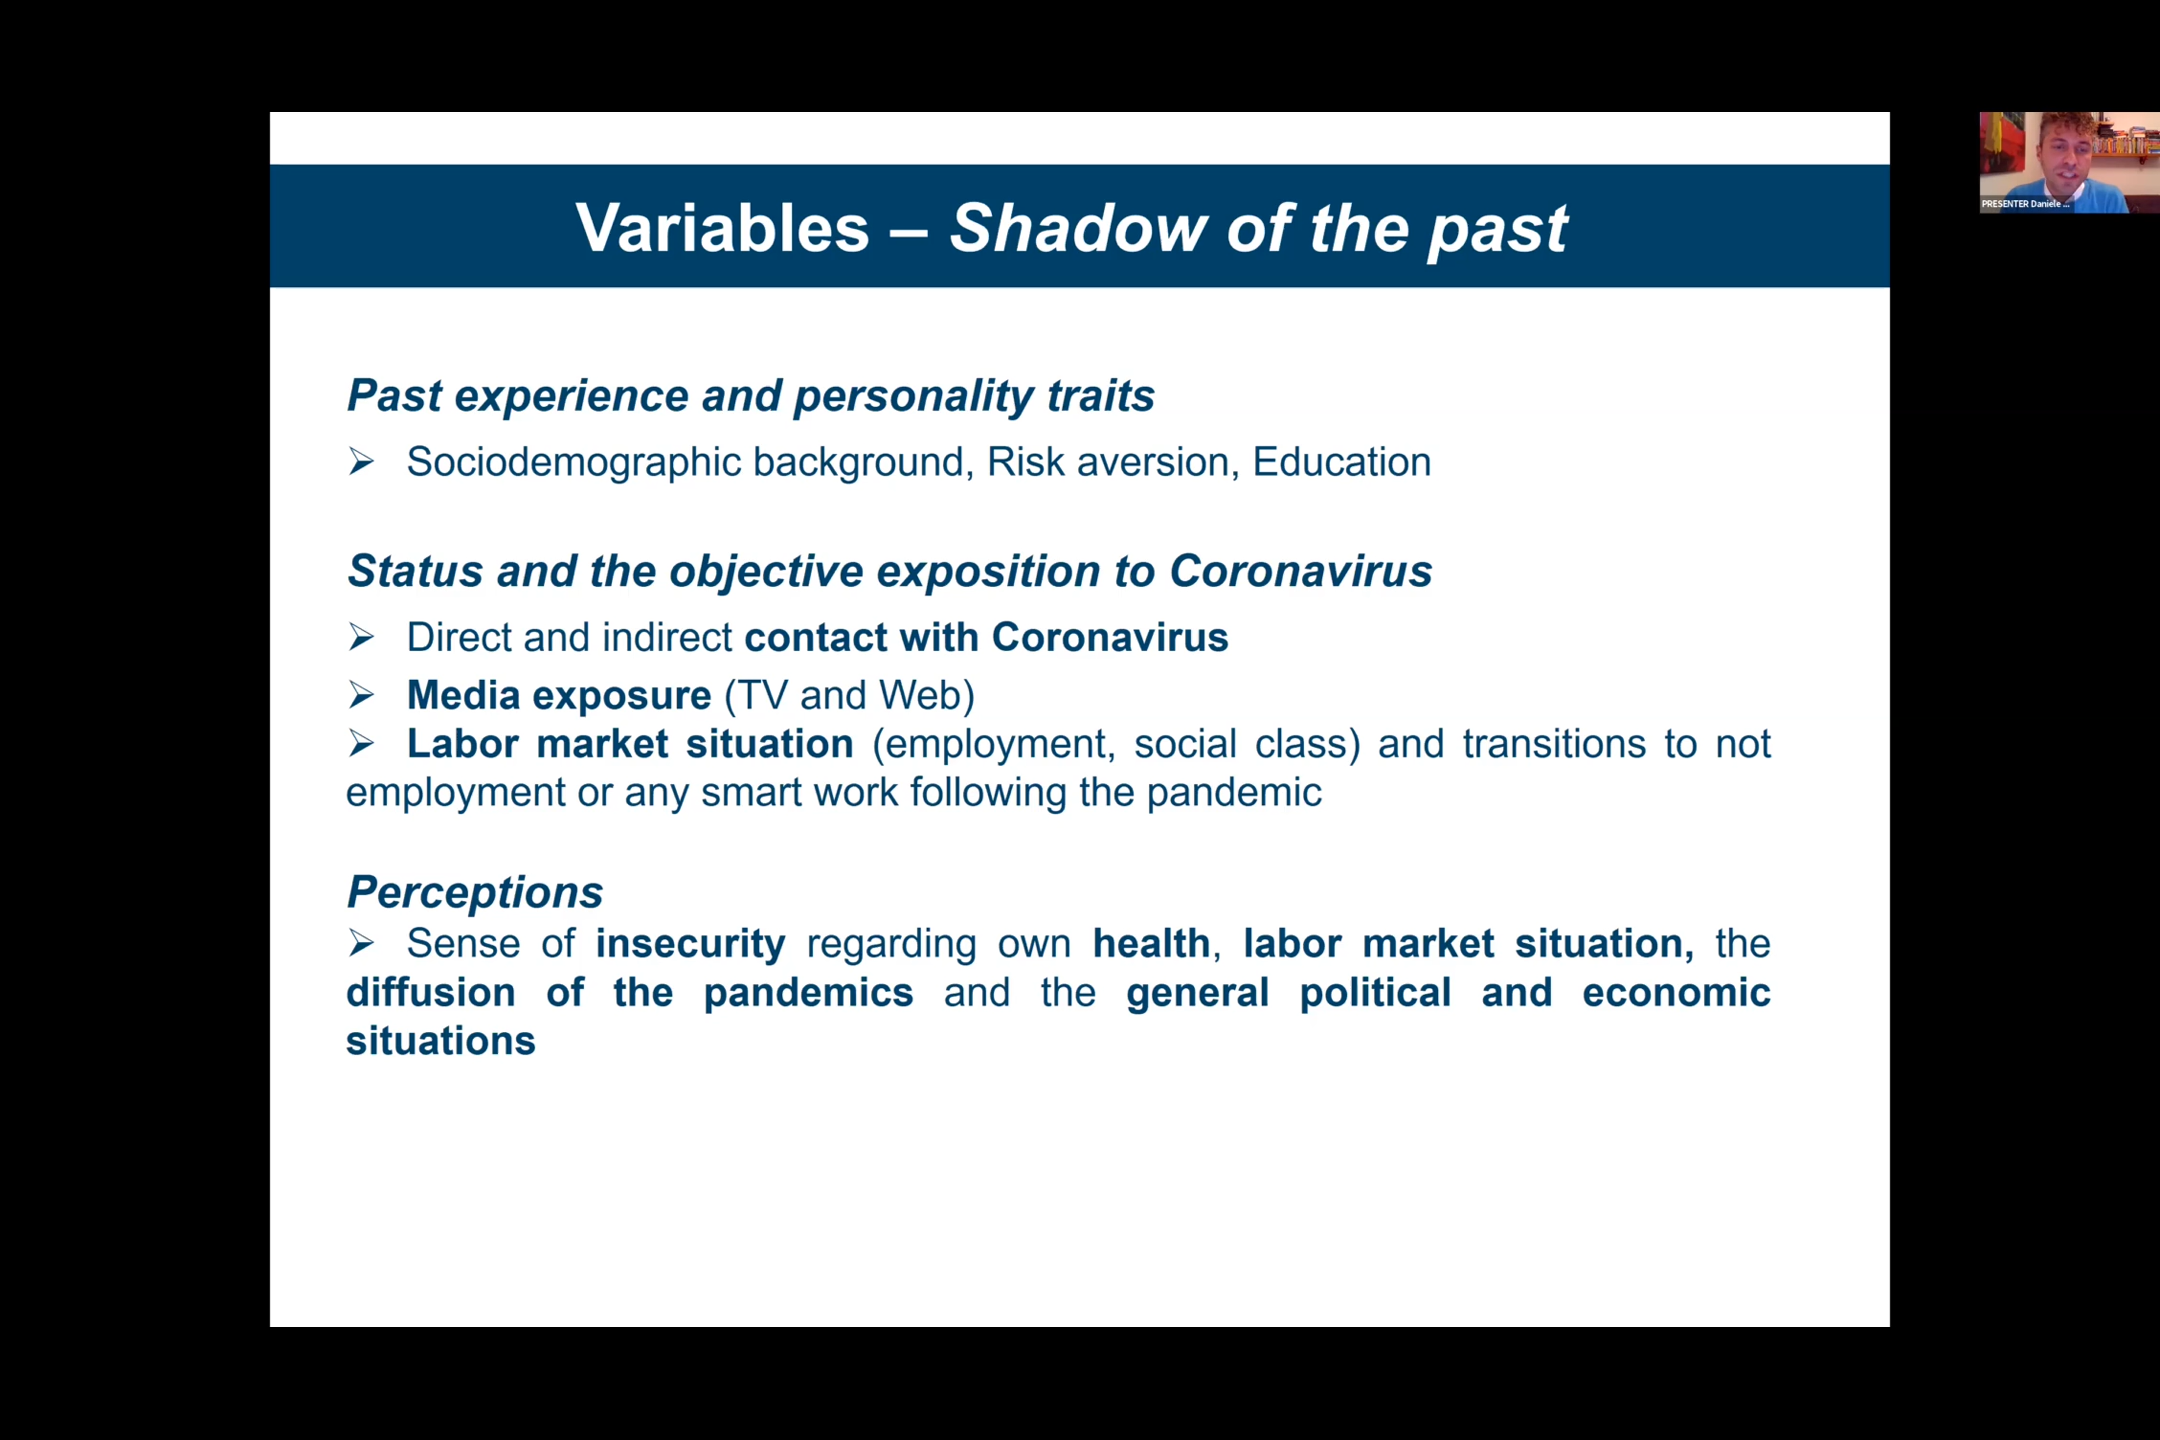 Variables – Shadow of the past
PRESENTER Daniele ...
Past experience and personality traits
➢ Sociodemographic background, Risk aversion, Education
Status and the objective exposition to Coronavirus
➢ Direct and indirect contact with Coronavirus
➢ Media exposure (TV and Web)
➢ Labor market situation (employment, social class) and transitions to not
employment or any smart work following the pandemic
Perceptions
➢ Sense of insecurity regarding own health, labor market situation, the
diffusion of the pandemics and the general political and economic
situations